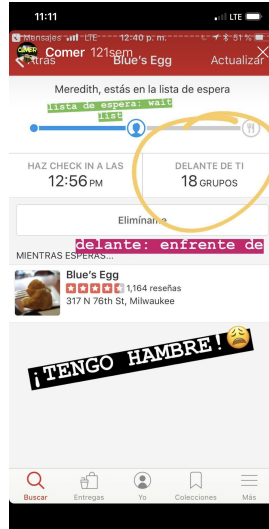 11:11
LTE
Mensajes LTE 12:40 p. m. 51 %
COMER Comer 121sem
Atrás Blue's Egg Actualizar
Meredith, estás en la lista de espera
lista de espera: wait
list
HAZ CHECK IN A LAS
12:56 PM
DELANTE DE TI
18 GRUPOS
Elimíname
delante: enfrente de
MIENTRAS ESPERAS...
Blue's Egg
1,164 reseñas
317 N 76th St, Milwaukee
¡TENGO HAMBRE!
Buscar Entregas Yo Colecciones Más